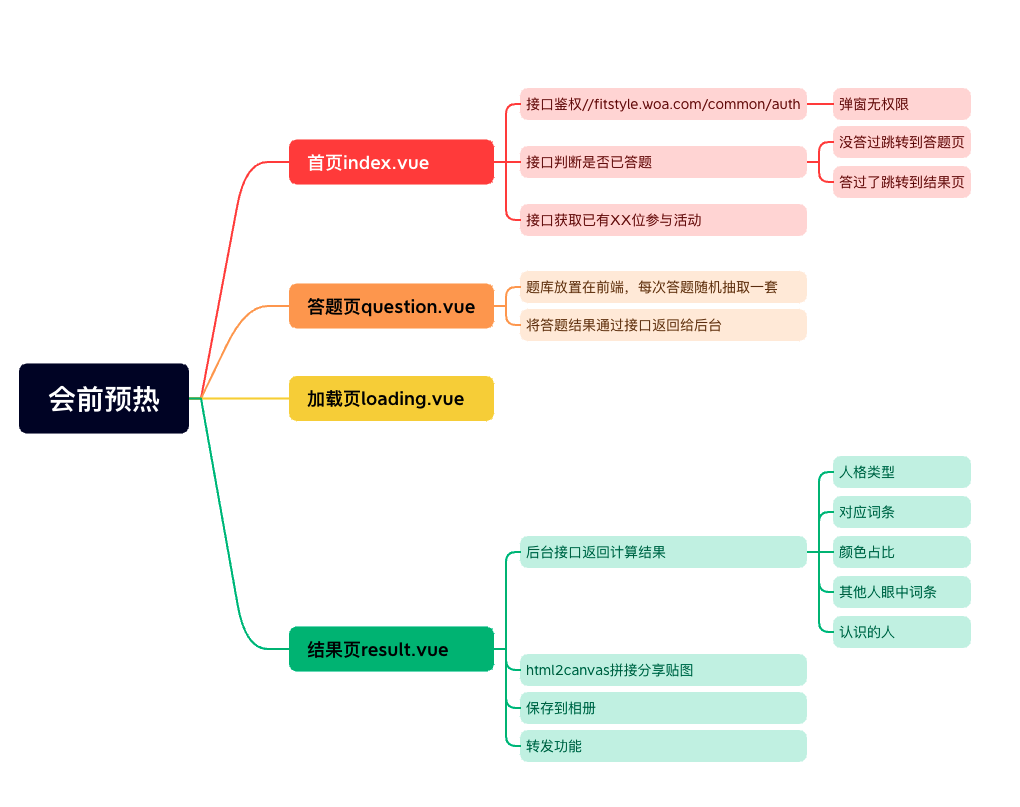 会前预热
首页index.vue
接口鉴权//fitstyle.woa.com/common/auth
弹窗无权限
接口判断是否已答题
没答过跳转到答题页
答过了跳转到结果页
接口获取已有XX位参与活动
答题页question.vue
题库放置在前端，每次答题随机抽取一套
将答题结果通过接口返回给后台
加载页loading.vue
结果页result.vue
后台接口返回计算结果
人格类型
对应词条
颜色占比
其他人眼中词条
认识的人
html2canvas拼接分享贴图
保存到相册
转发功能